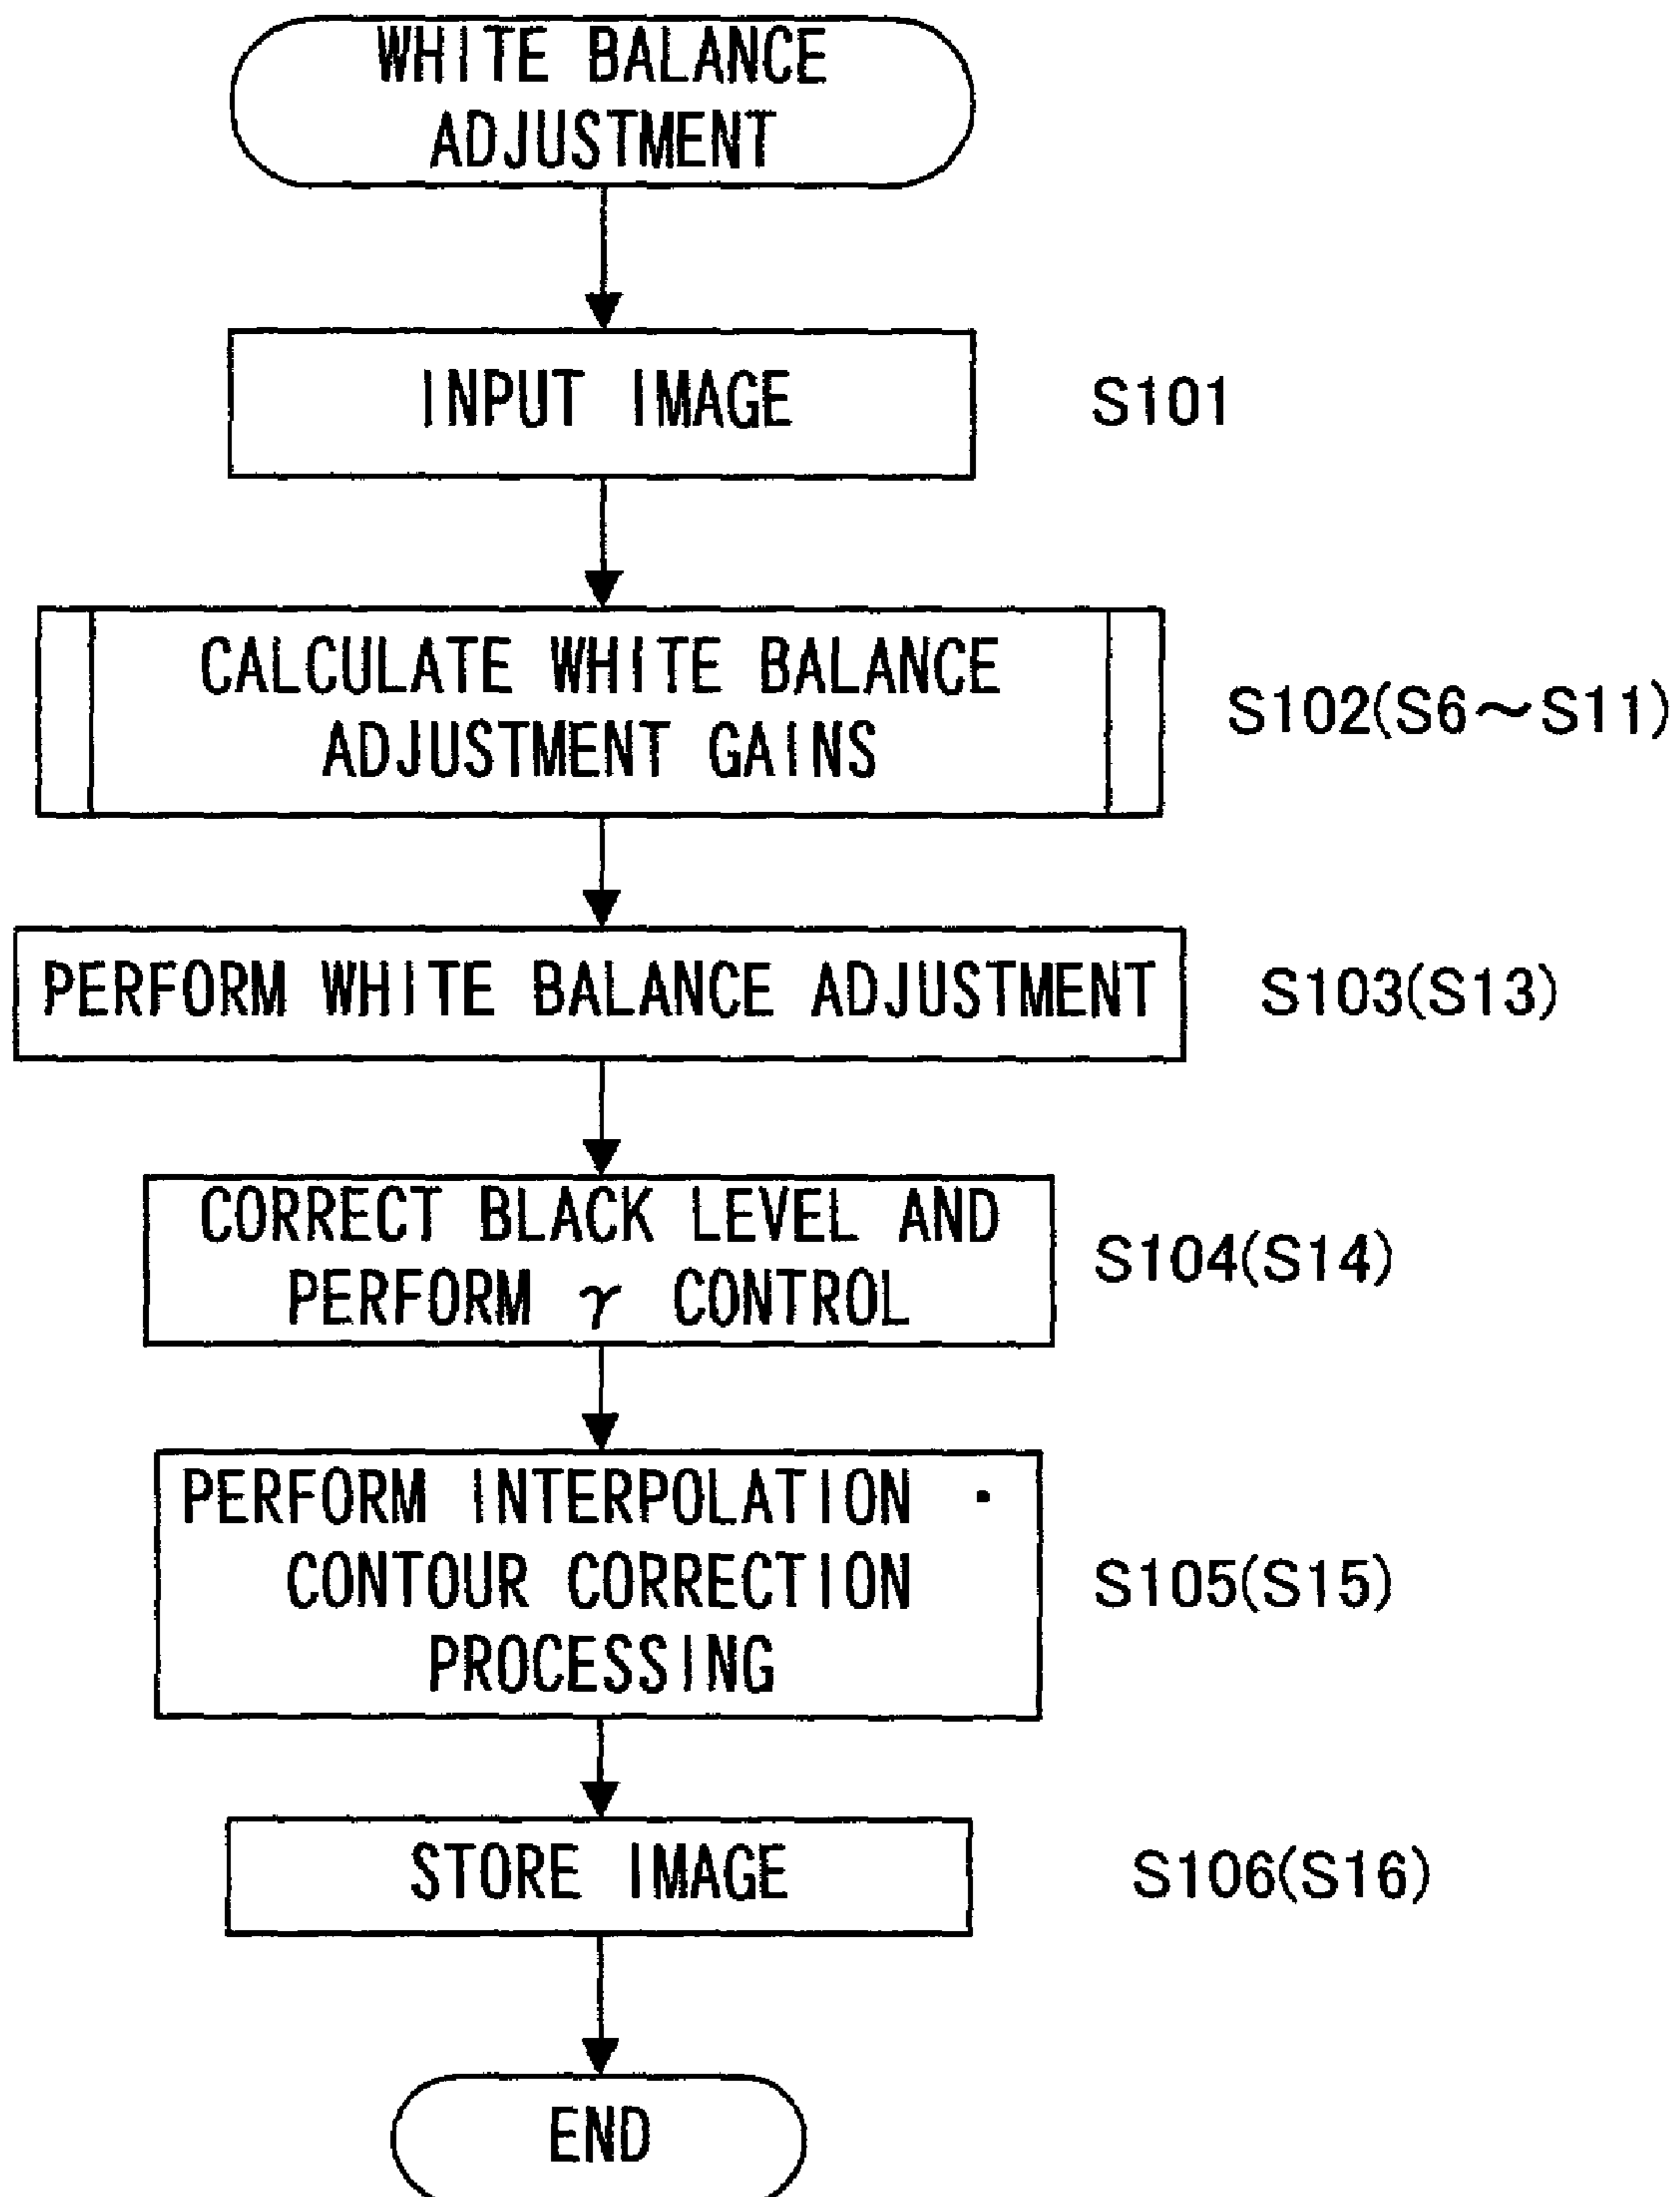 WHITE BALANCE
ADJUSTMENT
INPUT IMAGE
S101
CALCULATE WHITE BALANCE
ADJUSTMENT GAINS
S102(S6～S11)
PERFORM WHITE BALANCE ADJUSTMENT
S103(S13)
CORRECT BLACK LEVEL AND
PERFORM γ CONTROL
S104(S14)
PERFORM INTERPOLATION ・
CONTOUR CORRECTION
PROCESSING
S105(S15)
STORE IMAGE
S106(S16)
END